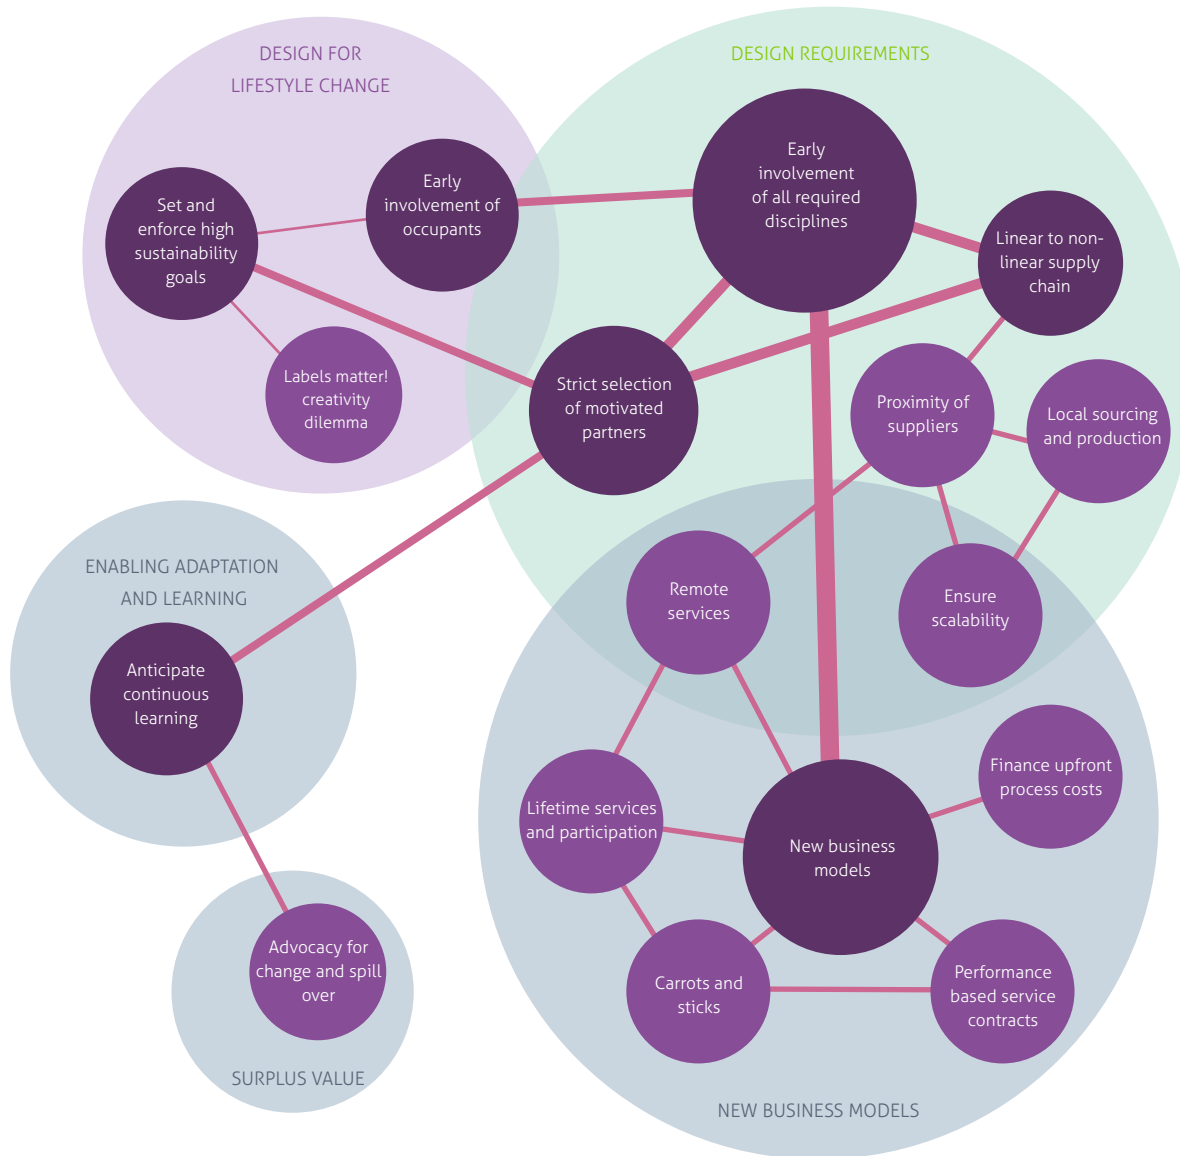 DESIGN FOR
LIFESTYLE CHANGE
DESIGN REQUIREMENTS
Early
involvement
of all required
disciplines
Early
involvement of
occupants
Set and
enforce high
sustainability
goals
Linear to non-
linear supply
chain
Labels matter!
creativity
dilemma
Strict selection
of motivated
partners
Proximity of
suppliers
Local sourcing
and production
ENABLING ADAPTATION
AND LEARNING
Remote
services
Ensure
scalability
Anticipate
continuous
learning
Finance upfront
process costs
Lifetime services
and participation
New business
models
Advocacy for
change and spill
over
Carrots and
sticks
Performance
based service
contracts
SURPLUS VALUE
NEW BUSINESS MODELS